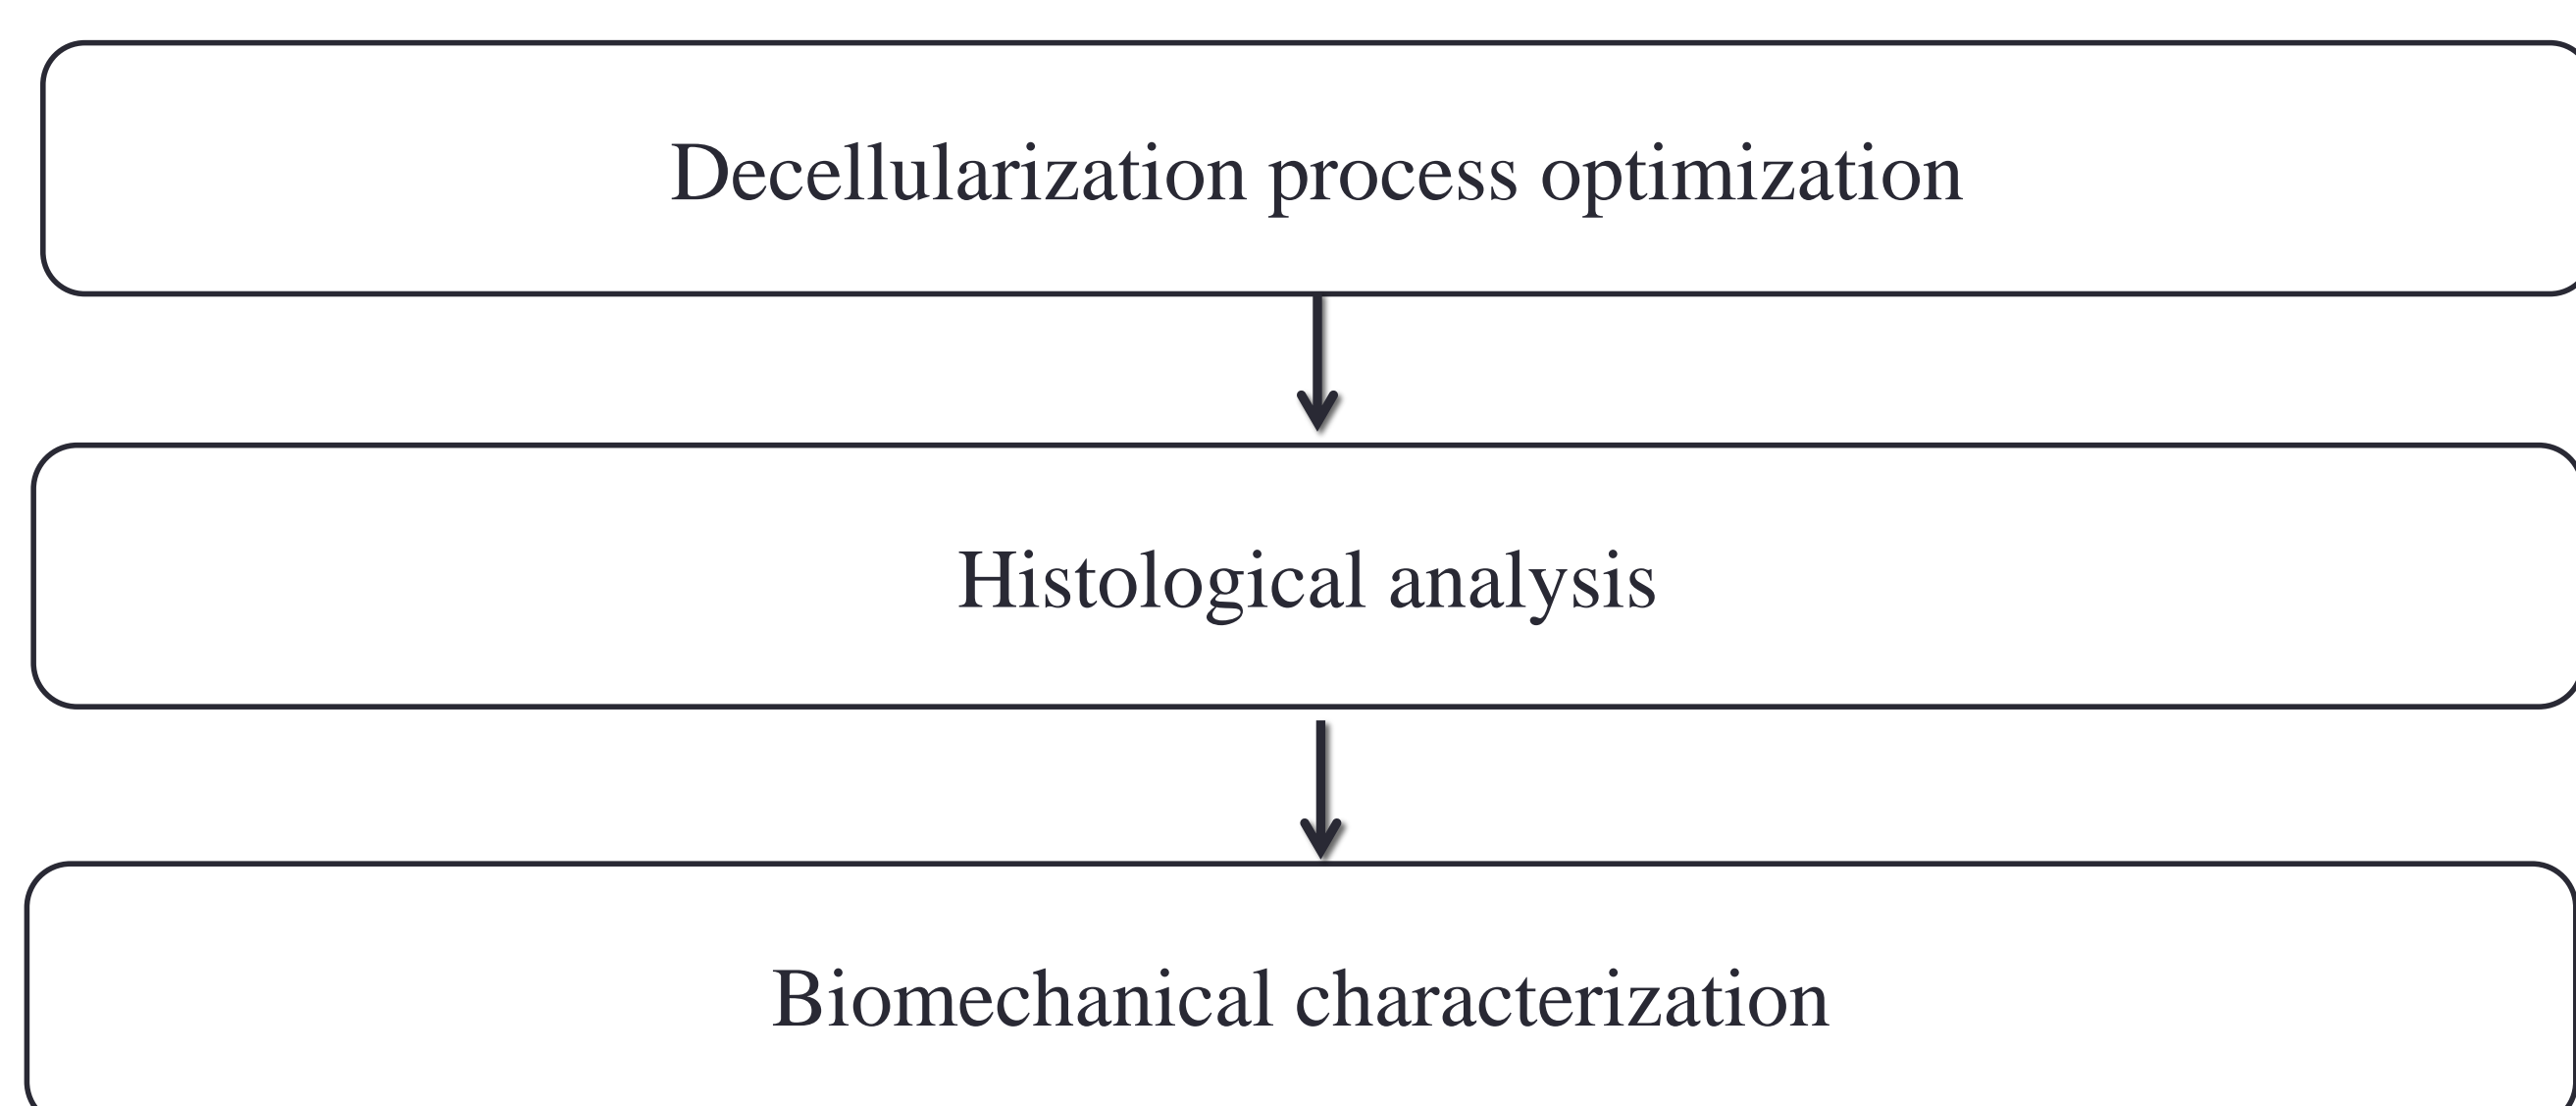 Decellularization process optimization
Histological analysis
Biomechanical characterization